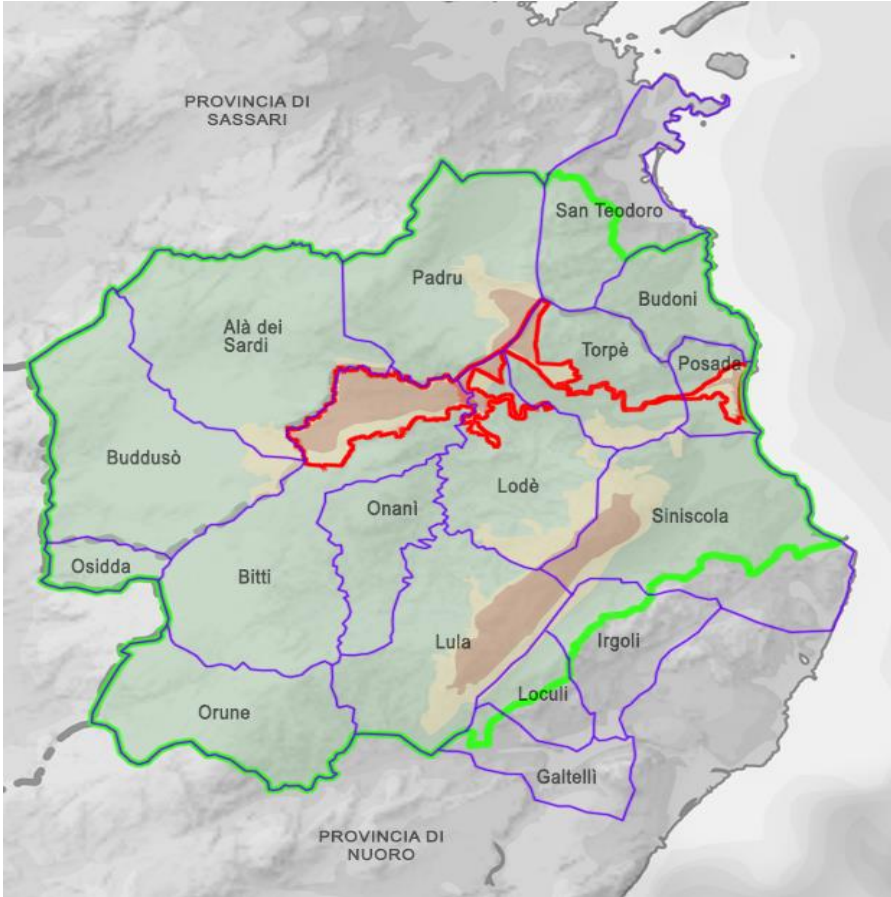 PROVINCIA DI
SASSARI
San Teodoro
Padru
Budoni
Alà dei
Sardi
Torpè
Posada
Buddusò
Lodè
Onanì
Siniscola
Osidda
Bitti
Lula
Irgoli
Loculi
Orune
Galtellì
PROVINCIA DI
NUORO